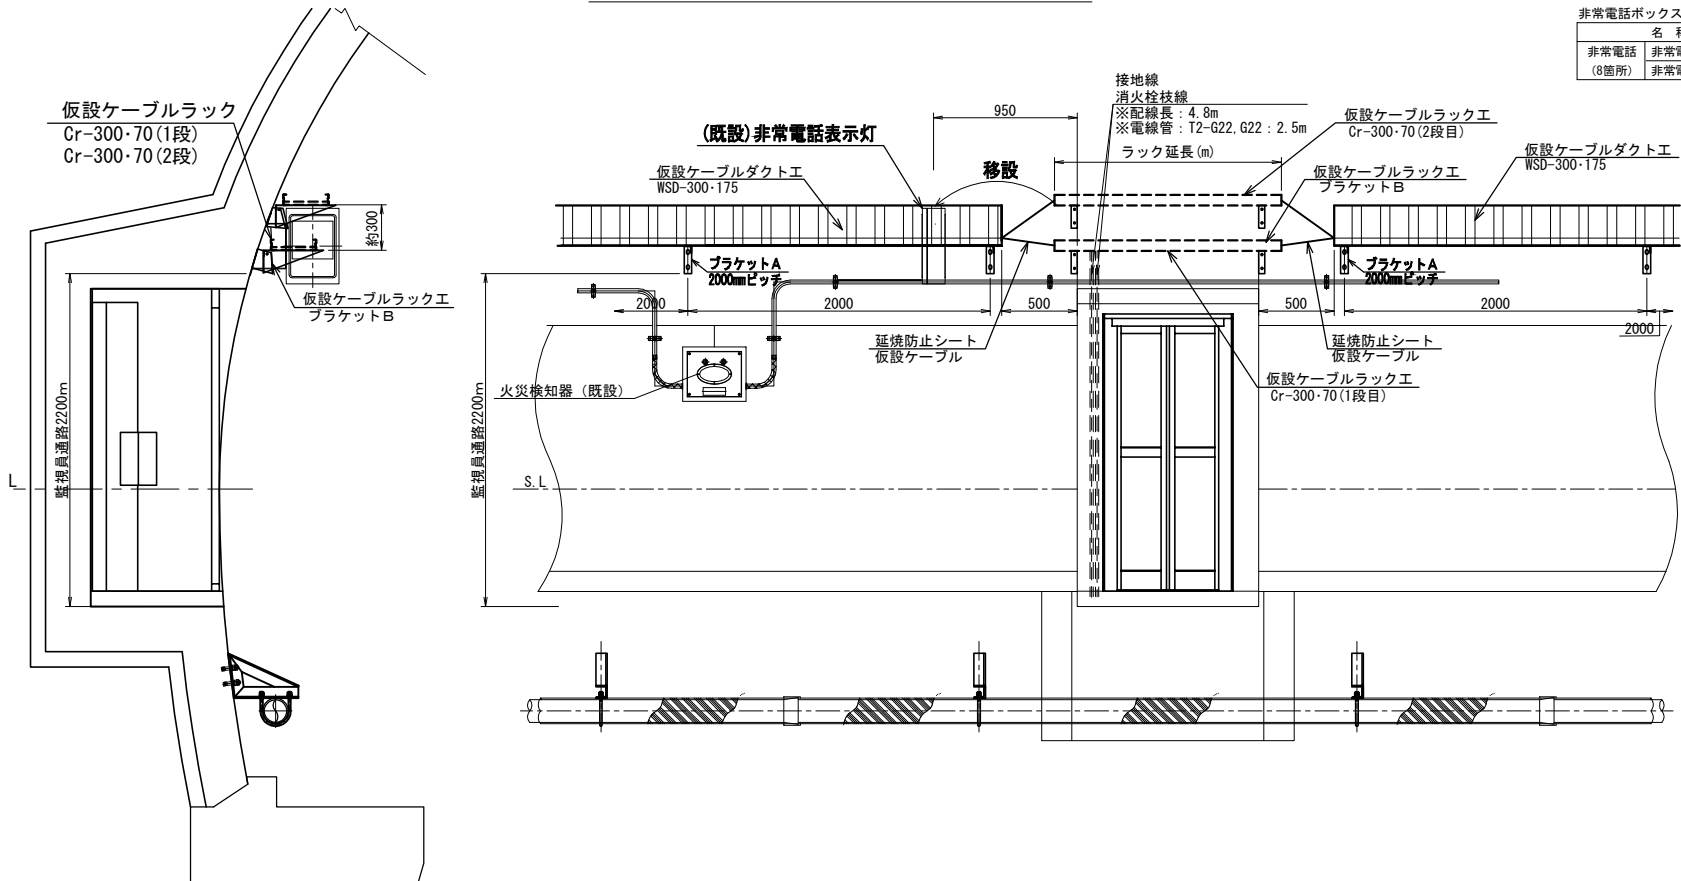 非常電話ボックス
名
非常電話 非常電
(8箇所) 非常電
仮設ケーブルラック
Cr-300・70(1段)
Cr-300・70(2段)
約300
仮設ケーブルラック工
ブラケットB
監視員通路2200m
L
(既設)非常電話表示灯
仮設ケーブルダクト工
WSD-300・175
950
移設
接地線
消火栓枝線
※配線長：4.8m
※電線管：T2-G22,G22：2.5m
ラック延長(m)
仮設ケーブルラック工
Cr-300・70(2段目)
仮設ケーブルラック工
ブラケットB
仮設ケーブルダクト工
WSD-300・175
ブラケットA
2000mmピッチ
ブラケットA
2000mmピッチ
2000
2000
500
500
2000
2000
延焼防止シート
仮設ケーブル
延焼防止シート
仮設ケーブル
火災検知器（既設）
仮設ケーブルラック工
Cr-300・70(1段目)
監視員通路2200m
S.L